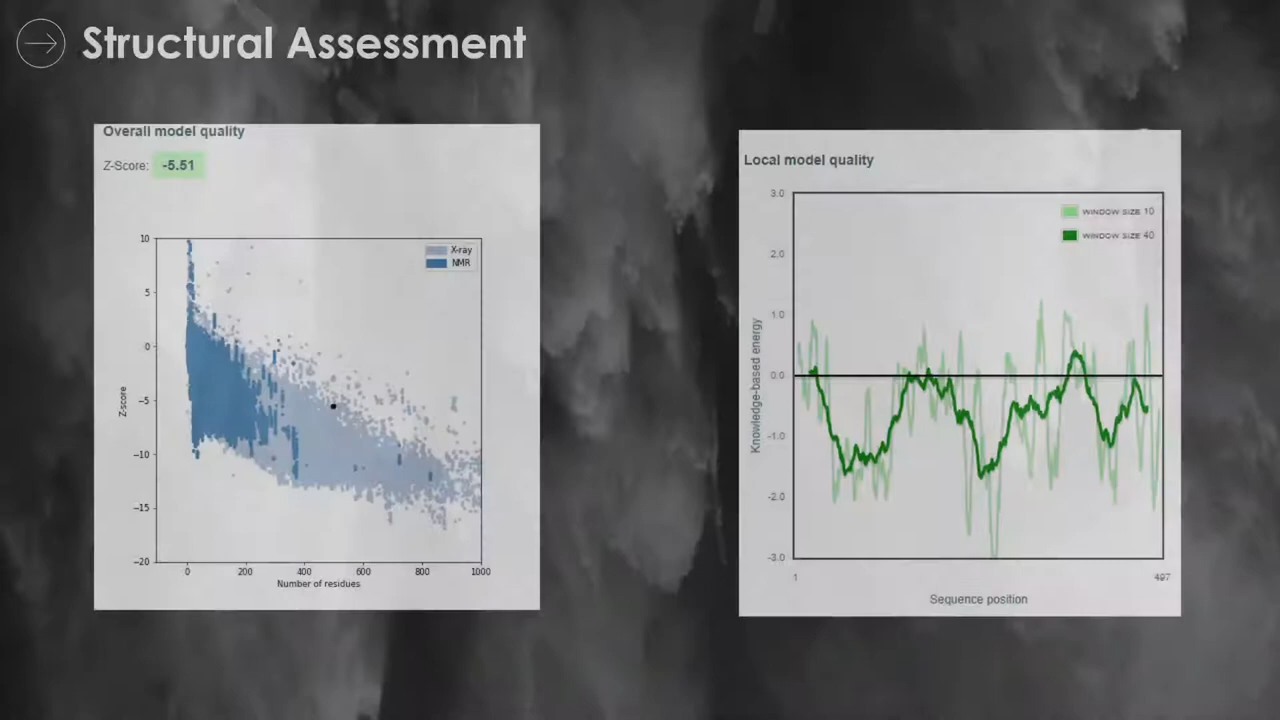 Structural Assessment
Overall model quality
Z-Score: -5.51
10
5
0
−5
−10
−15
−20
Z-score
X-ray
NMR
0 200 400 600 800 1000
Number of residues
Local model quality
3.0
2.0
1.0
0.0
-1.0
-2.0
-3.0
Knowledge-based energy
WINDOW SIZE 10
WINDOW SIZE 40
1 497
Sequence position